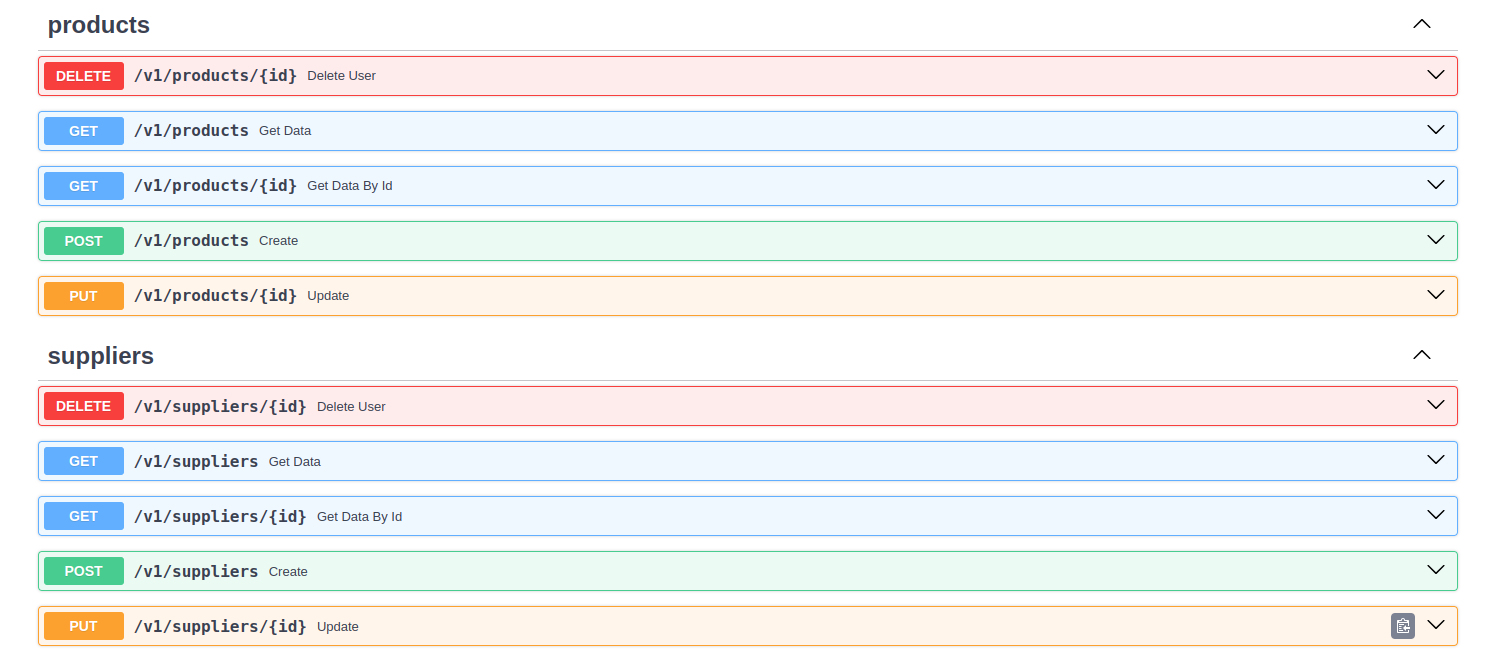 products
DELETE /v1/products/{id} Delete User
GET /v1/products Get Data
GET /v1/products/{id} Get Data By Id
POST /v1/products Create
PUT /v1/products/{id} Update
suppliers
DELETE /v1/suppliers/{id} Delete User
GET /v1/suppliers Get Data
GET /v1/suppliers/{id} Get Data By Id
POST /v1/suppliers Create
PUT /v1/suppliers/{id} Update